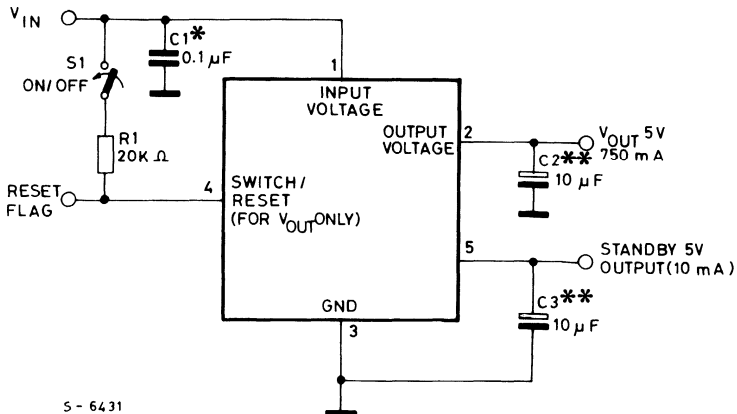 V IN
C1*
0.1 µF
S1
ON/OFF
R1
20K Ω
RESET
FLAG
1
INPUT
VOLTAGE
OUTPUT
VOLTAGE
2
V OUT 5V
750 mA
C2**
10 µF
4
SWITCH/
RESET
(FOR VOUT ONLY)
5
STANDBY 5V
OUTPUT(10 mA)
C3**
10 µF
GND
3
S-6431